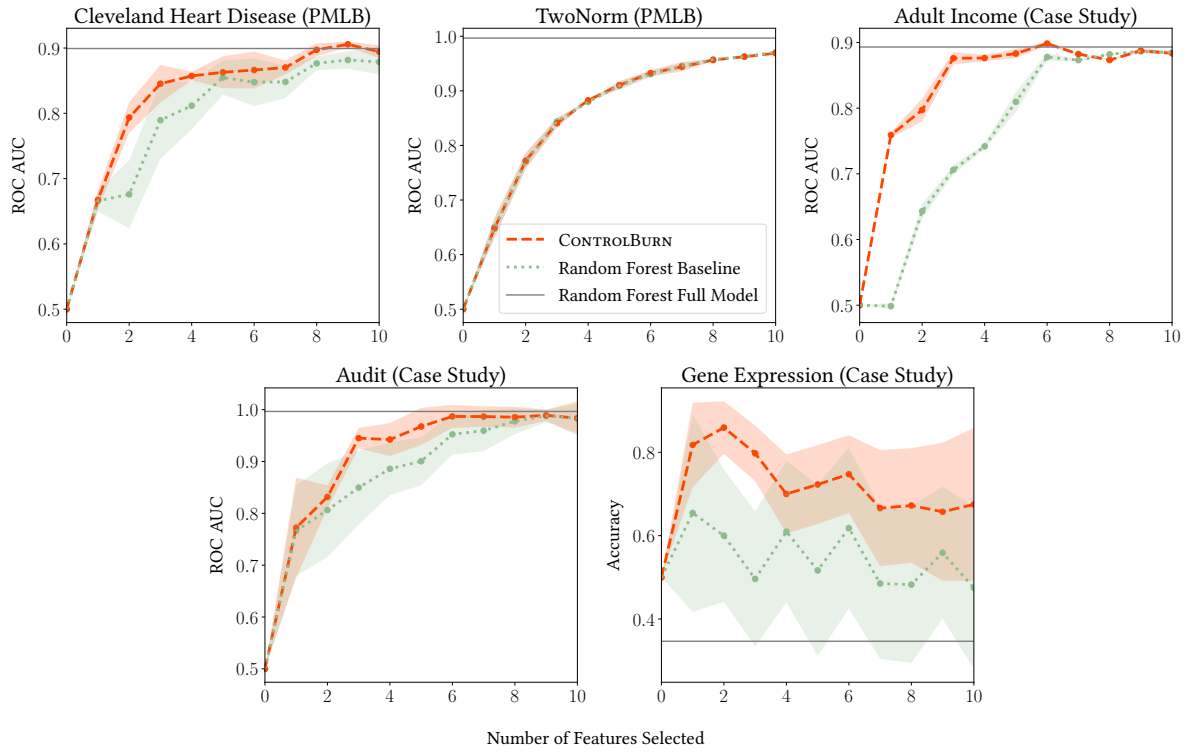 Cleveland Heart Disease (PMLB)
ROC AUC
0.9
0.8
0.7
0.6
0.5
0 2 4 6 8 10
TwoNorm (PMLB)
ROC AUC
1.0
0.9
0.8
0.7
0.6
0.5
CONTROLBURN
Random Forest Baseline
Random Forest Full Model
0 2 4 6 8 10
Adult Income (Case Study)
ROC AUC
0.9
0.8
0.7
0.6
0.5
0 2 4 6 8 10
Audit (Case Study)
ROC AUC
1.0
0.9
0.8
0.7
0.6
0.5
0 2 4 6 8 10
Gene Expression (Case Study)
Accuracy
0.8
0.6
0.4
0 2 4 6 8 10
Number of Features Selected